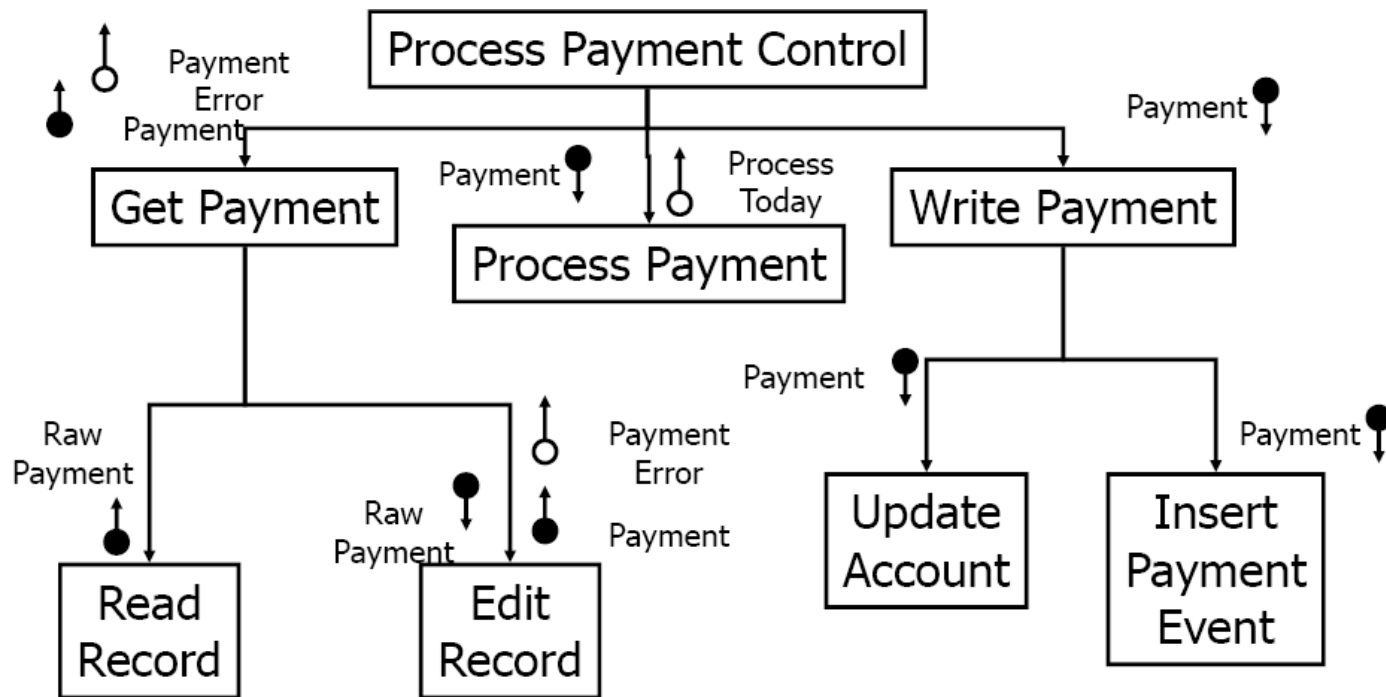 Process Payment Control
Payment
Error
Payment
Payment
Get Payment
Payment
Process
Today
Write Payment
Process Payment
Payment
Payment
Raw
Payment
Payment
Error
Raw
Payment
Payment
Update
Account
Insert
Payment
Event
Read
Record
Edit
Record